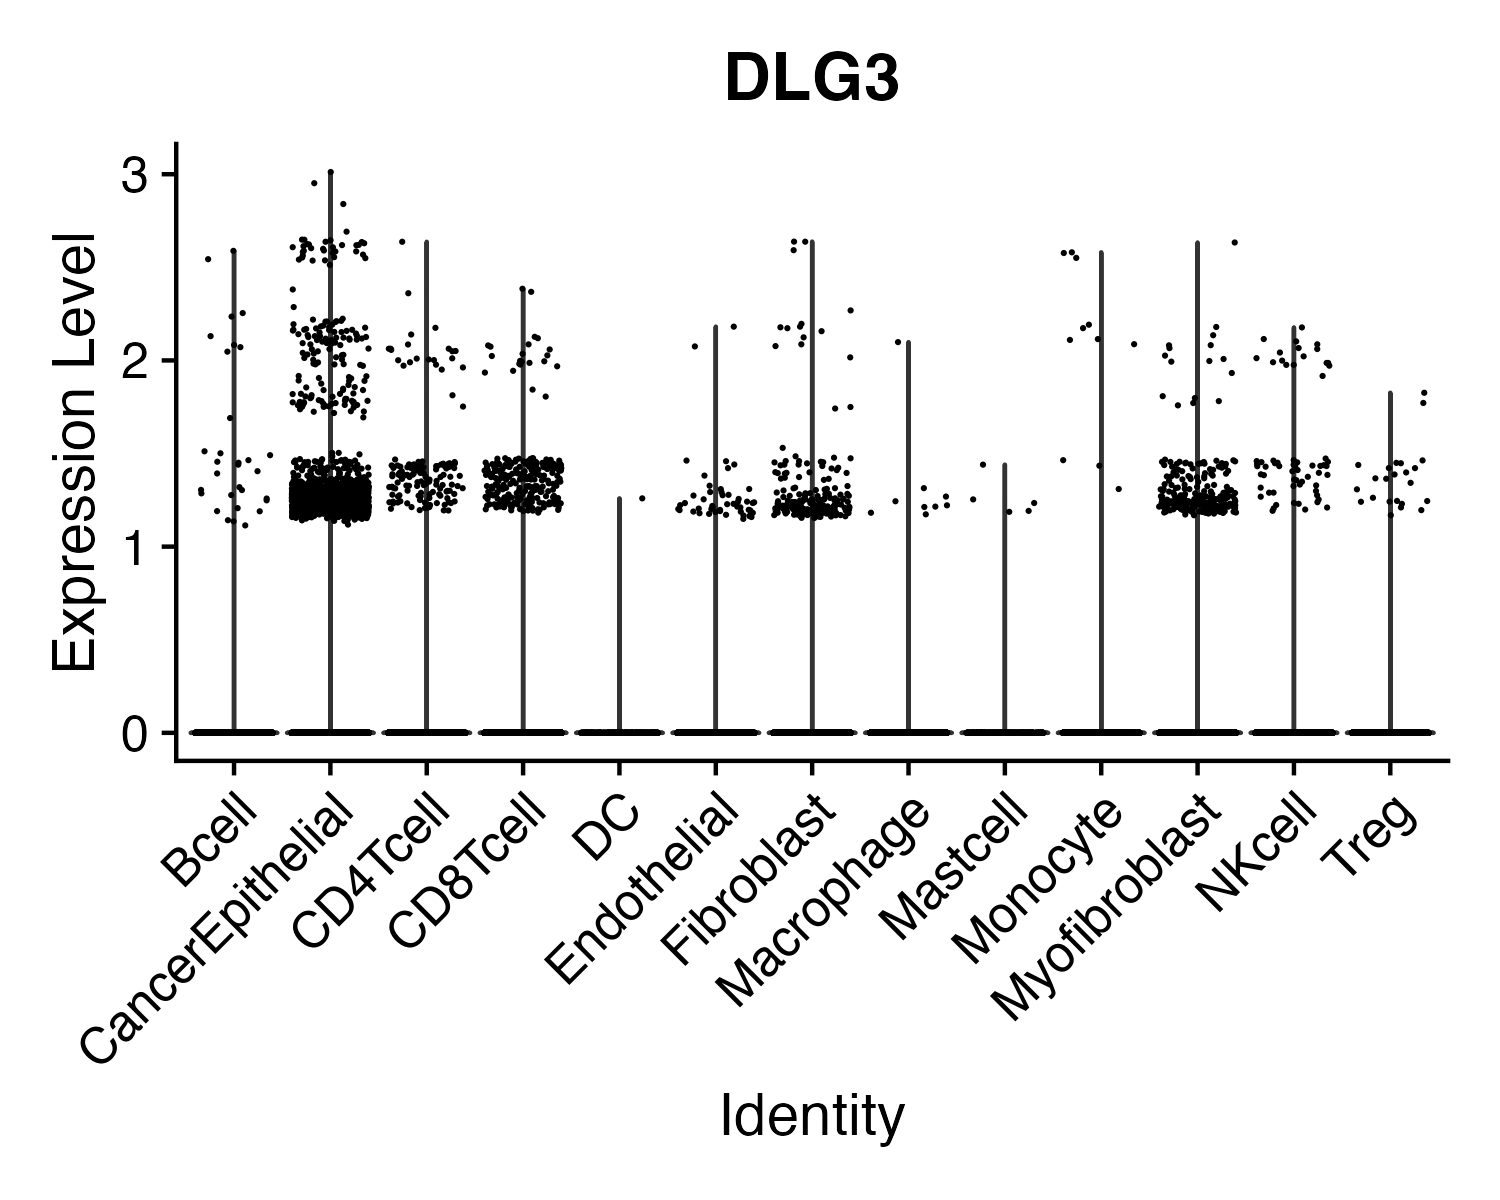 DLG3
Expression Level
3
2
1
0
Bcell
CancerEpithelial
CD4Tcell
CD8Tcell
DC
Endothelial
Fibroblast
Macrophage
Mastcell
Monocyte
Myofibroblast
NKcell
Treg
Identity